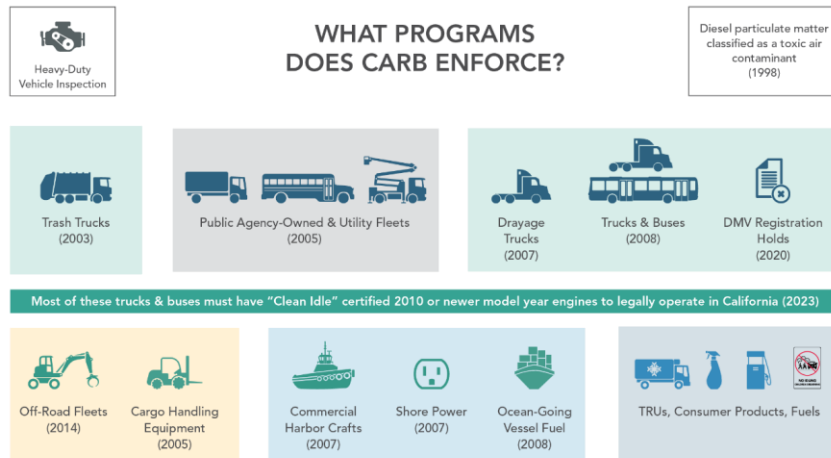 Heavy-Duty
Vehicle Inspection
WHAT PROGRAMS
DOES CARB ENFORCE?
Diesel particulate matter
classified as a toxic air
contaminant
(1998)
Trash Trucks
(2003)
Public Agency-Owned & Utility Fleets
(2005)
Drayage
Trucks
(2007)
Trucks & Buses
(2008)
DMV Registration
Holds
(2020)
Most of these trucks & buses must have “Clean Idle” certified 2010 or newer model year engines to legally operate in California (2023)
Off-Road Fleets
(2014)
Cargo Handling
Equipment
(2005)
Commercial
Harbor Crafts
(2007)
Shore Power
(2007)
Ocean-Going
Vessel Fuel
(2008)
TRUs, Consumer Products, Fuels